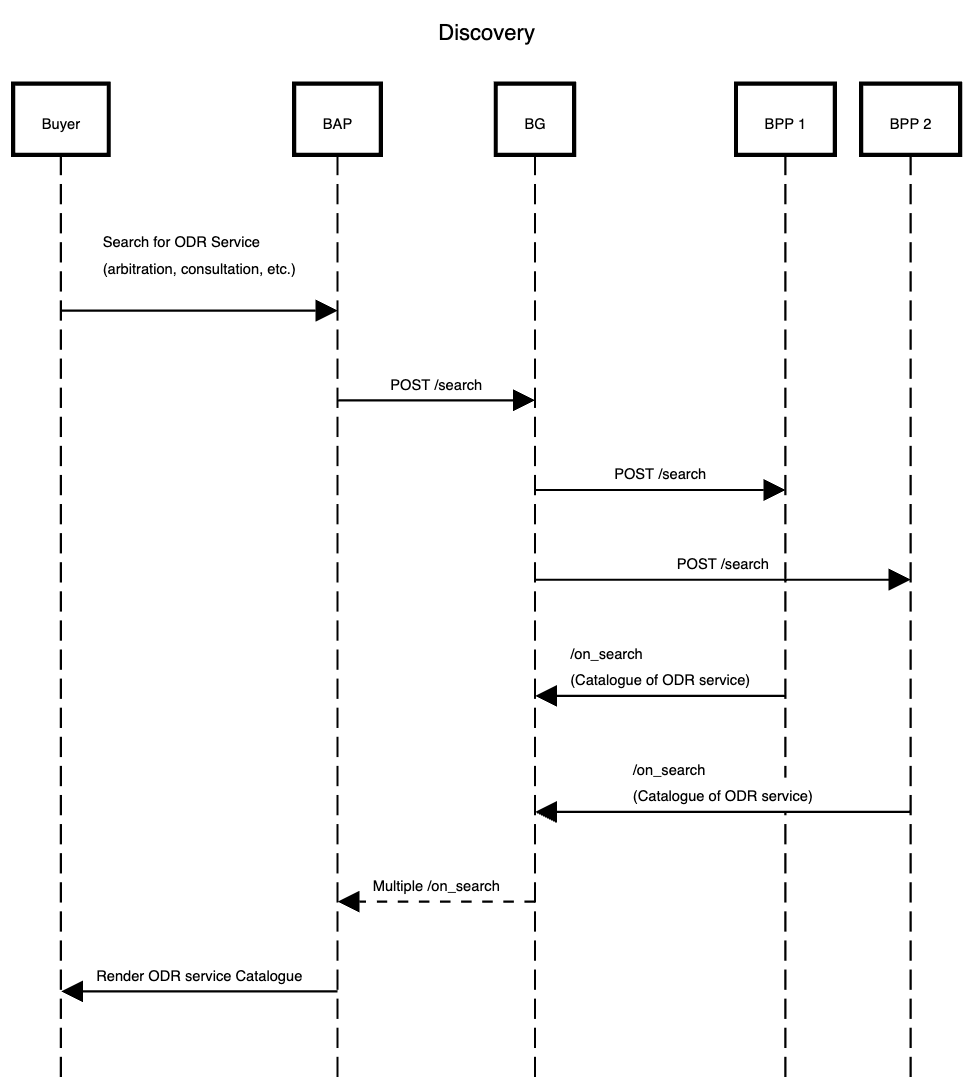 Discovery
Buyer
BAP
BG
BPP 1
BPP 2
Search for ODR Service
(arbitration, consultation, etc.)
POST /search
POST /search
POST /search
/on_search
(Catalogue of ODR service)
/on_search
(Catalogue of ODR service)
Multiple /on_search
Render ODR service Catalogue